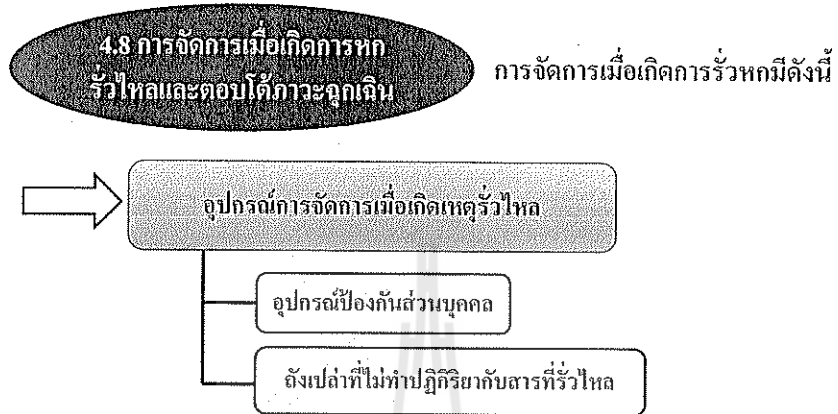 4.8 การจัดการเมื่อเกิดการหก
รั่วไหลและตอบโต้ภาวะฉุกเฉิน
การจัดการเมื่อเกิดการรั่วหกมีดังนี้
อุปกรณ์การจัดการเมื่อเกิดเหตุรั่วไหล
อุปกรณ์ป้องกันส่วนบุคคล
ถังเปล่าที่ไม่ทำปฏิกิริยากับสารที่รั่วไหล